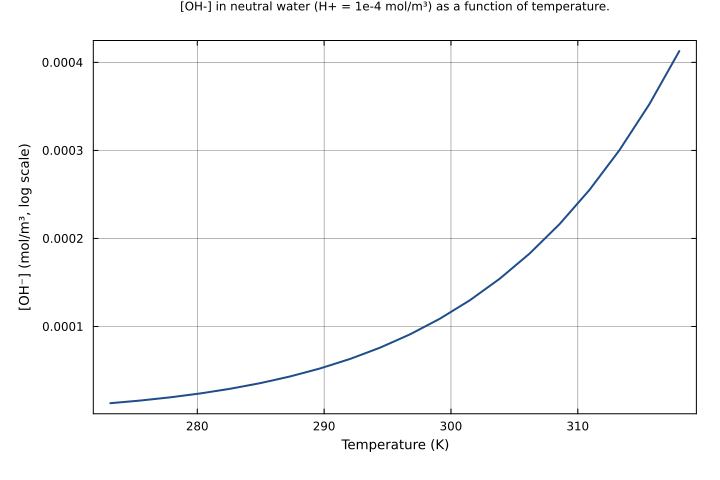 [OH-] in neutral water (H+ = 1e-4 mol/m³) as a function of temperature.
0.0004
0.0003
0.0002
0.0001
[OH⁻] (mol/m³, log scale)
280 290 300 310
Temperature (K)